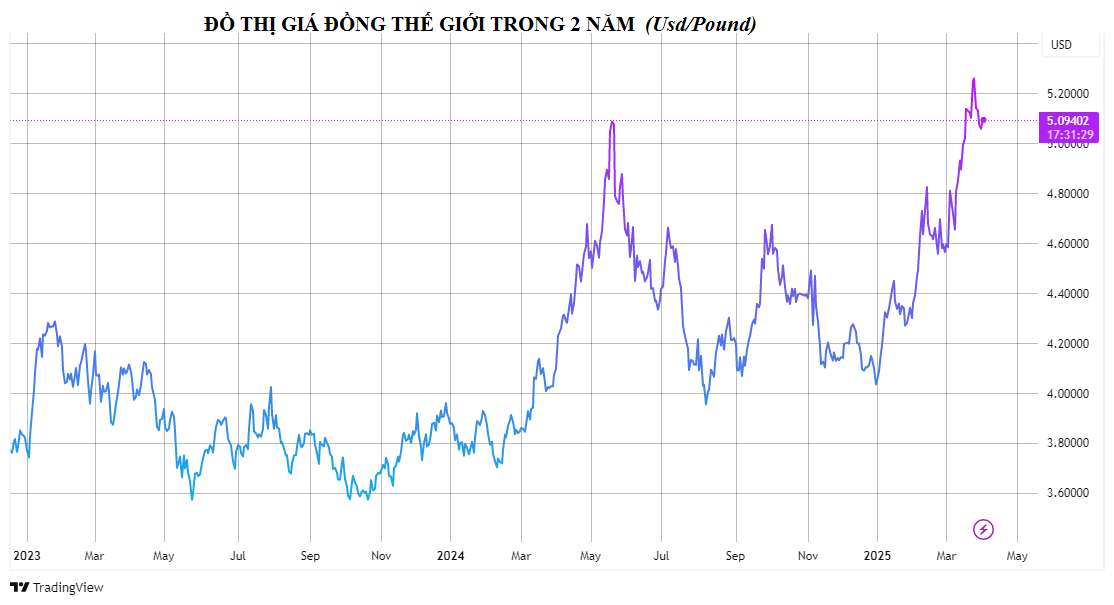 ĐỒ THỊ GIÁ ĐỒNG THẾ GIỚI TRONG 2 NĂM (Usd/Pound)
USD
5.20000
5.09402
17:31:29
5.00000
4.80000
4.60000
4.40000
4.20000
4.00000
3.80000
3.60000
2023 Mar May Jul Sep Nov 2024 Mar May Jul Sep Nov 2025 Mar May
TradingView